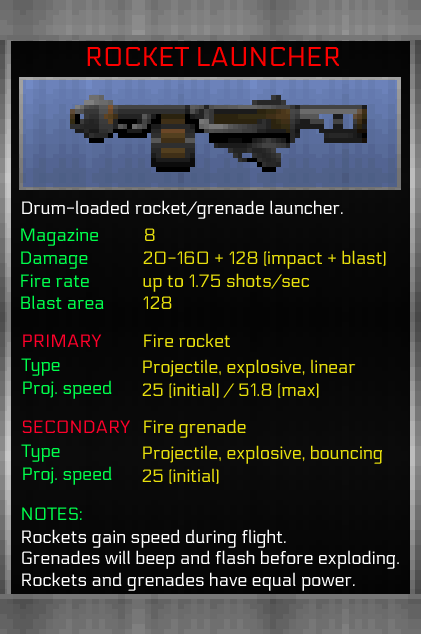 ROCKET LAUNCHER
Drum-loaded rocket/grenade launcher.
Magazine 8
Damage 20-160 + 128 (impact + blast)
Fire rate up to 1.75 shots/sec
Blast area 128
PRIMARY Fire rocket
Type Projectile, explosive, linear
Proj. speed 25 (initial) / 51.8 (max)
SECONDARY Fire grenade
Type Projectile, explosive, bouncing
Proj. speed 25 (initial)
NOTES:
Rockets gain speed during flight.
Grenades will beep and flash before exploding.
Rockets and grenades have equal power.